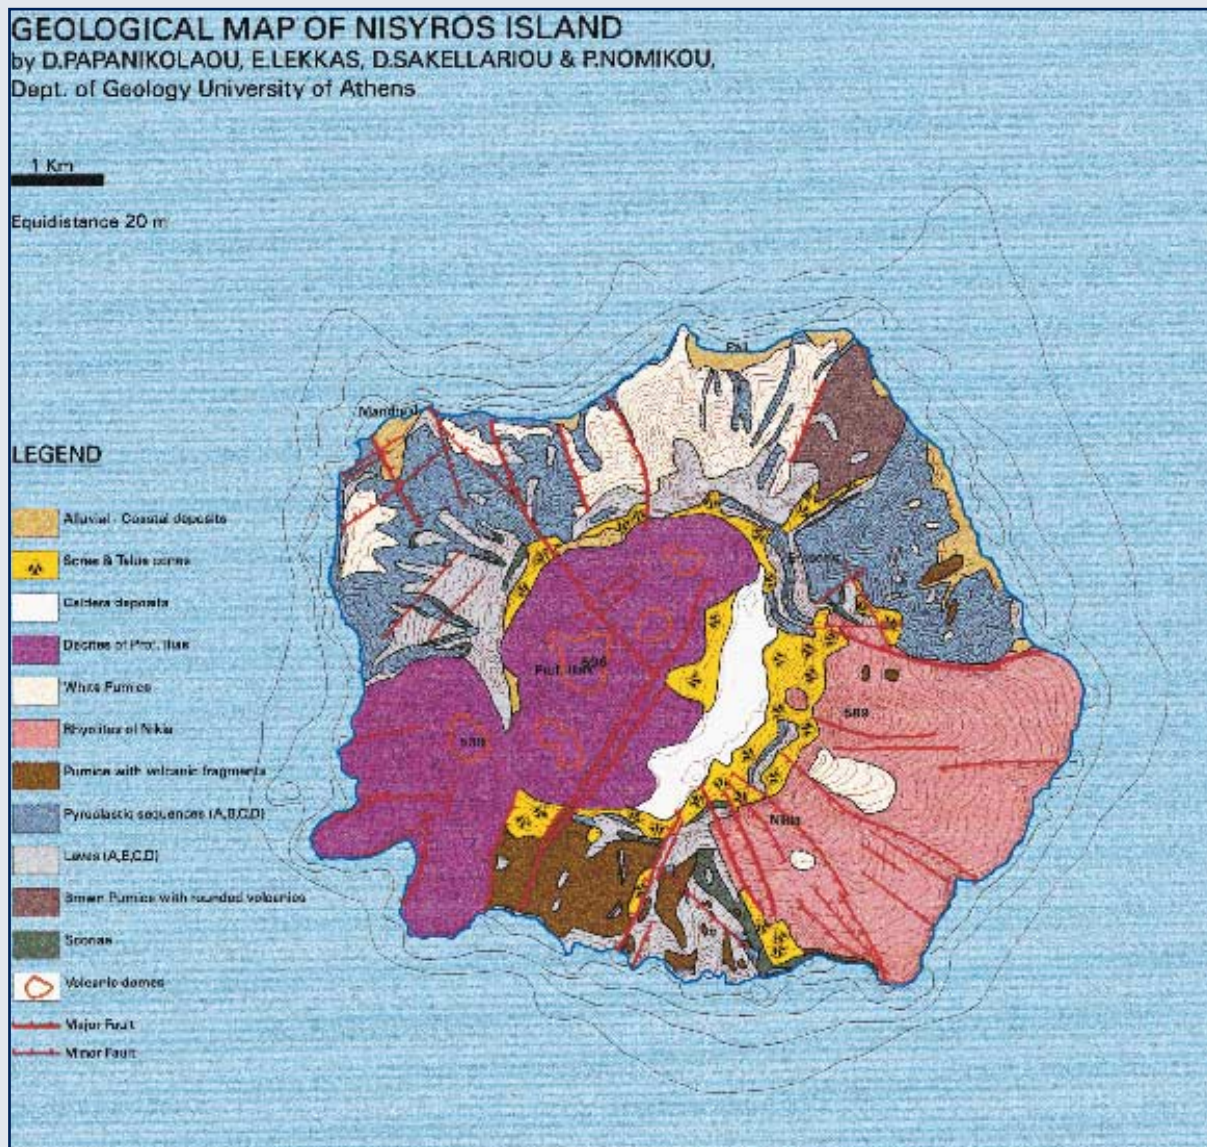 GEOLOGICAL MAP OF NISYROS ISLAND
by D.PAPANIKOLAOU, E.LEKKAS, D.SAKELLARIOU & P.NOMIKOU,
Dept. of Geology University of Athens
1 Km
Equidistance 20 m
Pali
Mandraki
LEGEND
Alluvial - Coastal deposits
Scree & Talus cones
Caldera deposits
Dacites of Prof. Ilias
White Pumice
Rhyolites of Nikia
Pumice with volcanic fragments
Pyroclastic sequences (A,B,C,D)
Lavas (A,B,C,D)
Brown Pumice with rounded volcanics
Scoriae
Volcanic domes
Major Fault
Minor Fault
Prof. Ilias
589
Nikia